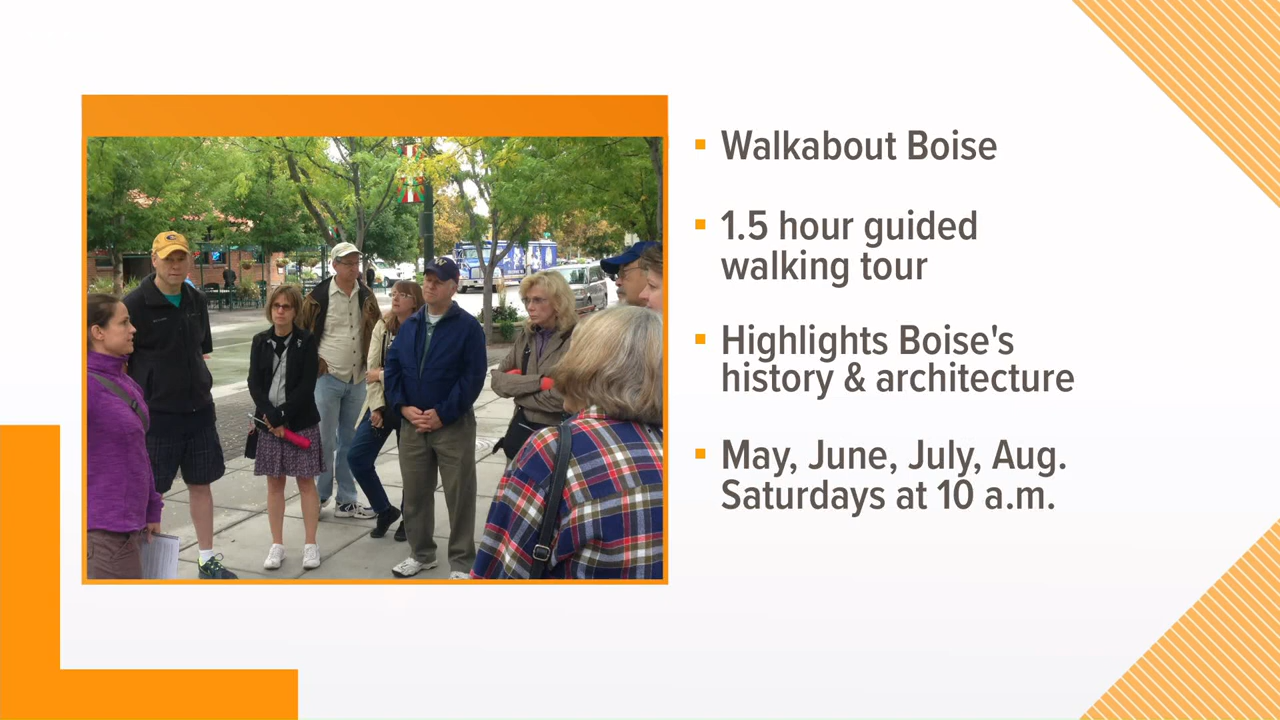 Walkabout Boise
1.5 hour guided
walking tour
Highlights Boise's
history & architecture
May, June, July, Aug.
Saturdays at 10 a.m.